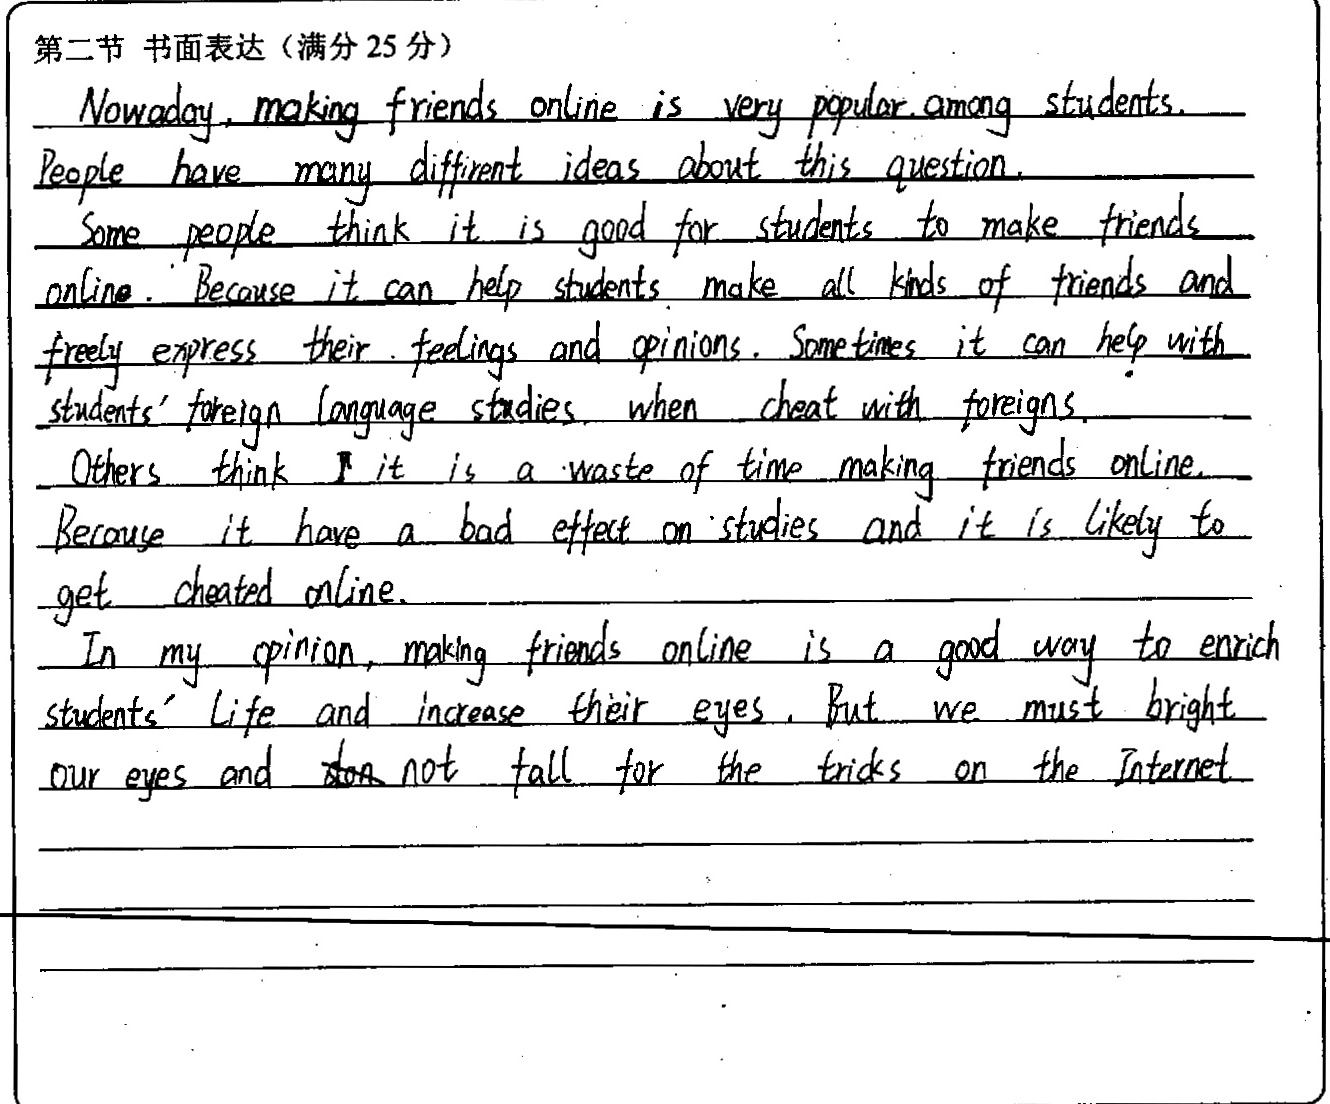 第二节 书面表达（满分 25 分）
Nowaday, making friends online is very popular among students.
People have many diffirent ideas about this question.
Some people think it is good for students to make friends
online. Because it can help students make all kinds of friends and
freely express their feelings and opinions. Sometimes it can help with
students' foreign language studies when cheat with foreigns.
Others think it is a waste of time making friends online.
Because it have a bad effect on studies and it is likely to
get cheated online.
In my opinion, making friends online is a good way to enrich
students' life and increase their eyes. But we must bright
our eyes and not fall for the tricks on the Internet